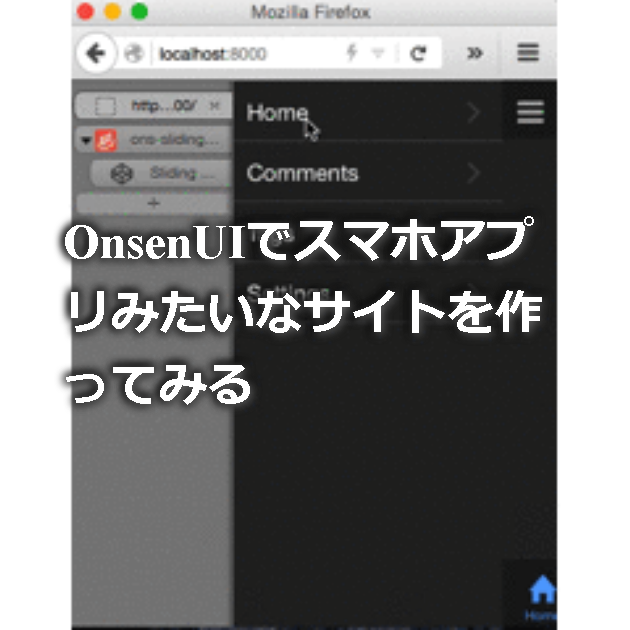 Mozilla Firefox
localhost:8000
http...00/
Home
ons-sliding...
Sliding ...
Comments
OnsenUIでスマホアプ
リみたいなサイトを作
ってみる
Settings
Home